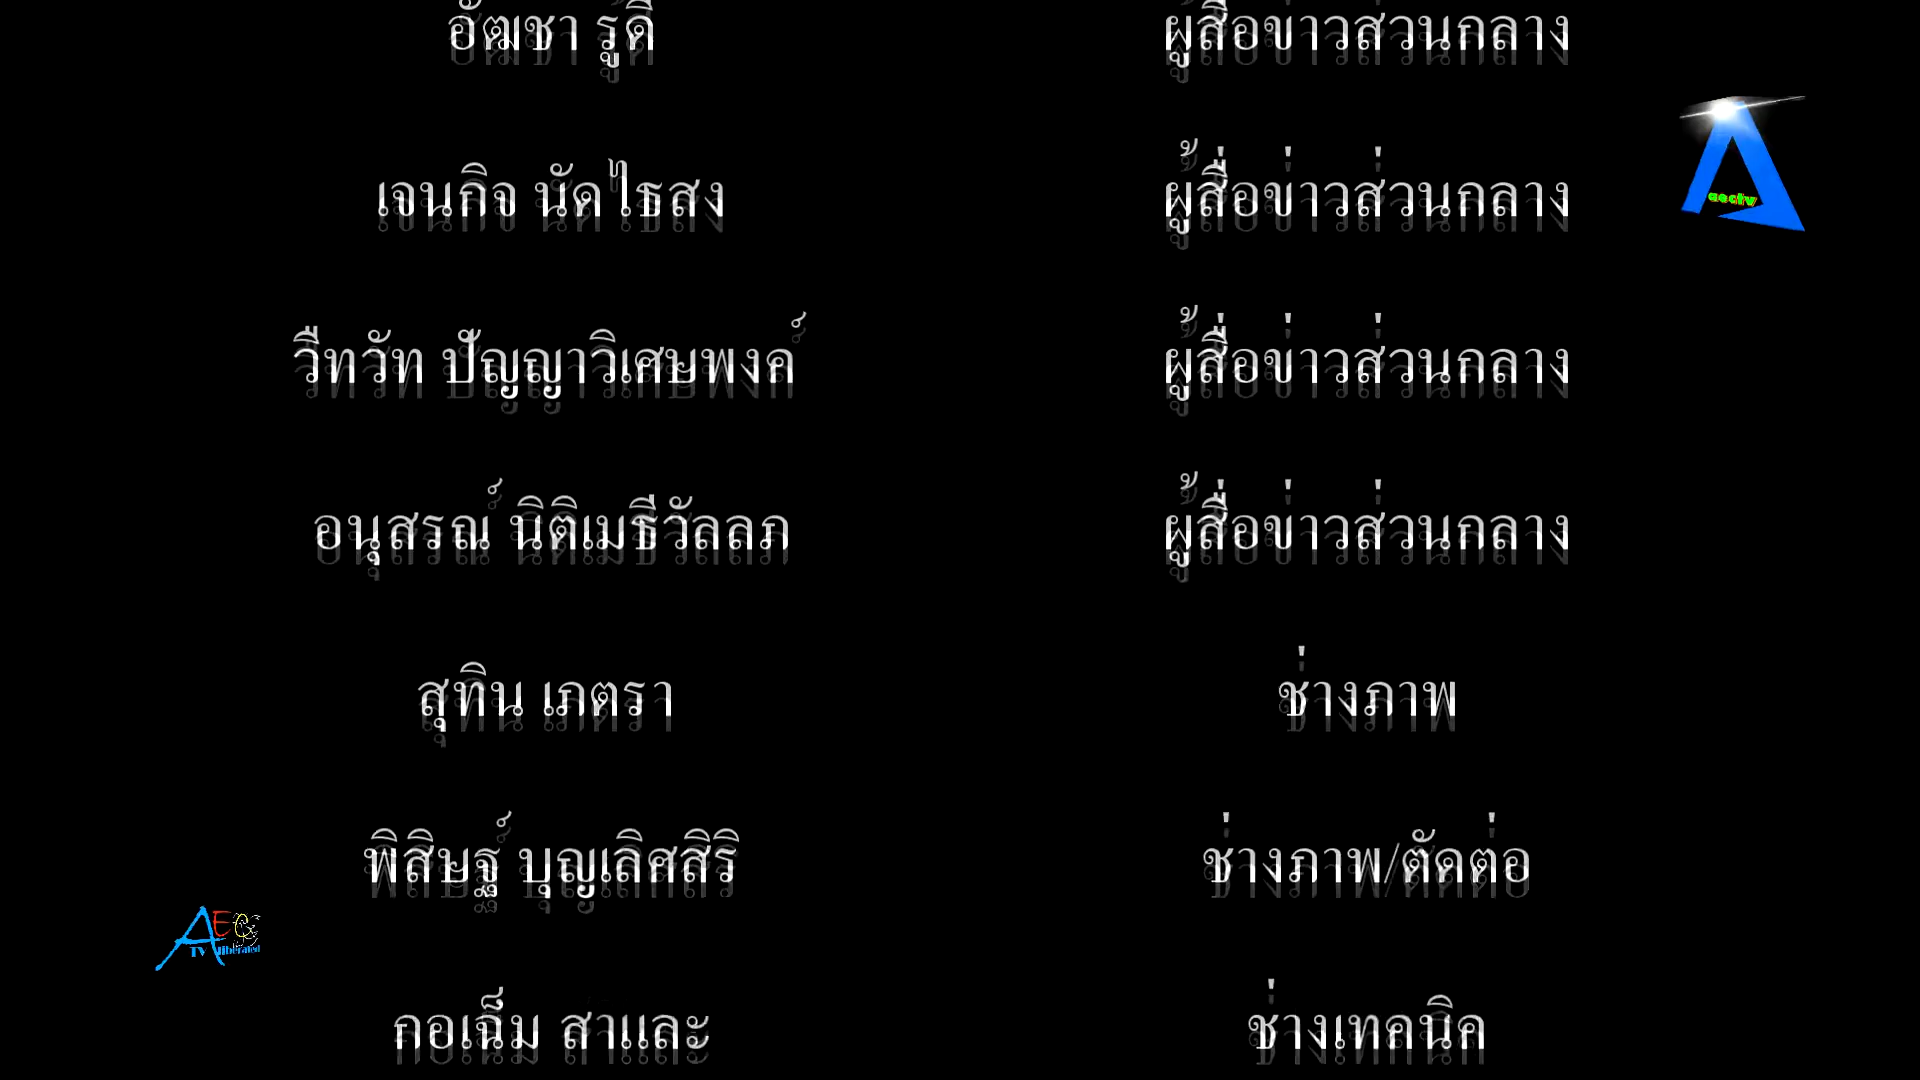 อัฒชา รูดี ผู้สื่อข่าวส่วนกลาง
aectv
เจนกิจ นัดไธสง ผู้สื่อข่าวส่วนกลาง
วืทวัท ปัญญาวิเศษพงค์ ผู้สื่อข่าวส่วนกลาง
อนุสรณ์ นิติเมธีวัลลภ ผู้สื่อข่าวส่วนกลาง
สุทิน เภตรา ช่างภาพ
พิสิษฐ์ บุญเลิศสิริ ช่างภาพ/ตัดต่อ
AEC
TV liberated
กอเฉ็ม สาและ ช่างเทคนิค